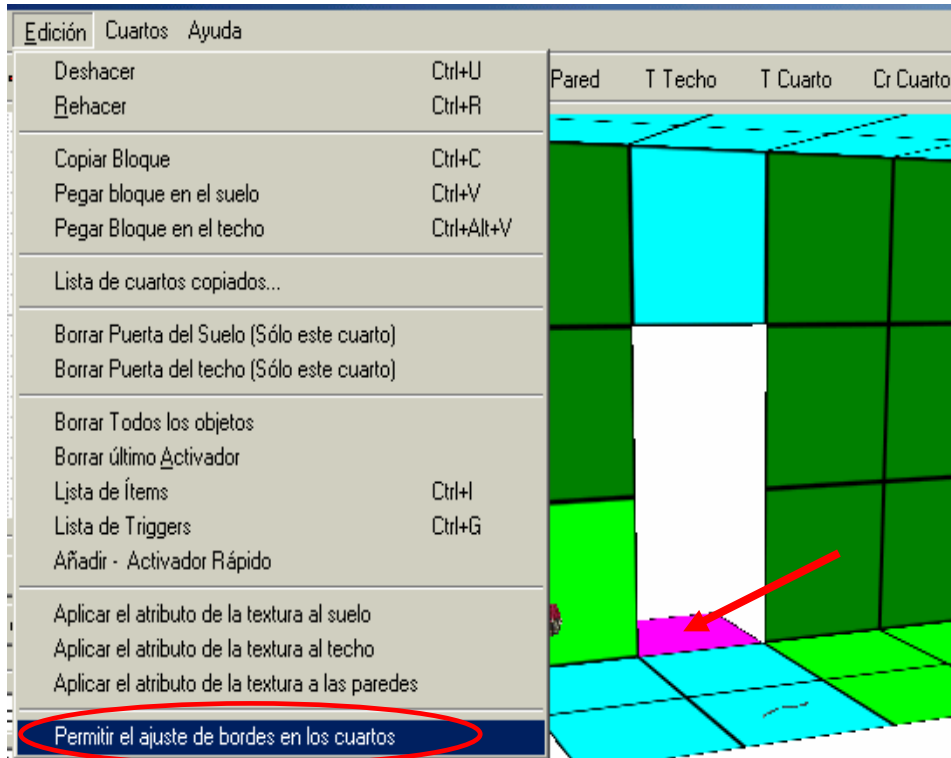 Edición Cuartos Ayuda
Pared T Techo T Cuarto Cr Cuarto
Deshacer Ctrl+U
Rehacer Ctrl+R
Copiar Bloque Ctrl+C
Pegar bloque en el suelo Ctrl+V
Pegar Bloque en el techo Ctrl+Alt+V
Lista de cuartos copiados...
Borrar Puerta del Suelo (Sólo este cuarto)
Borrar Puerta del techo (Sólo este cuarto)
Borrar Todos los objetos
Borrar último Activador
Lista de Ítems Ctrl+I
Lista de Triggers Ctrl+G
Añadir - Activador Rápido
Aplicar el atributo de la textura al suelo
Aplicar el atributo de la textura al techo
Aplicar el atributo de la textura a las paredes
Permitir el ajuste de bordes en los cuartos